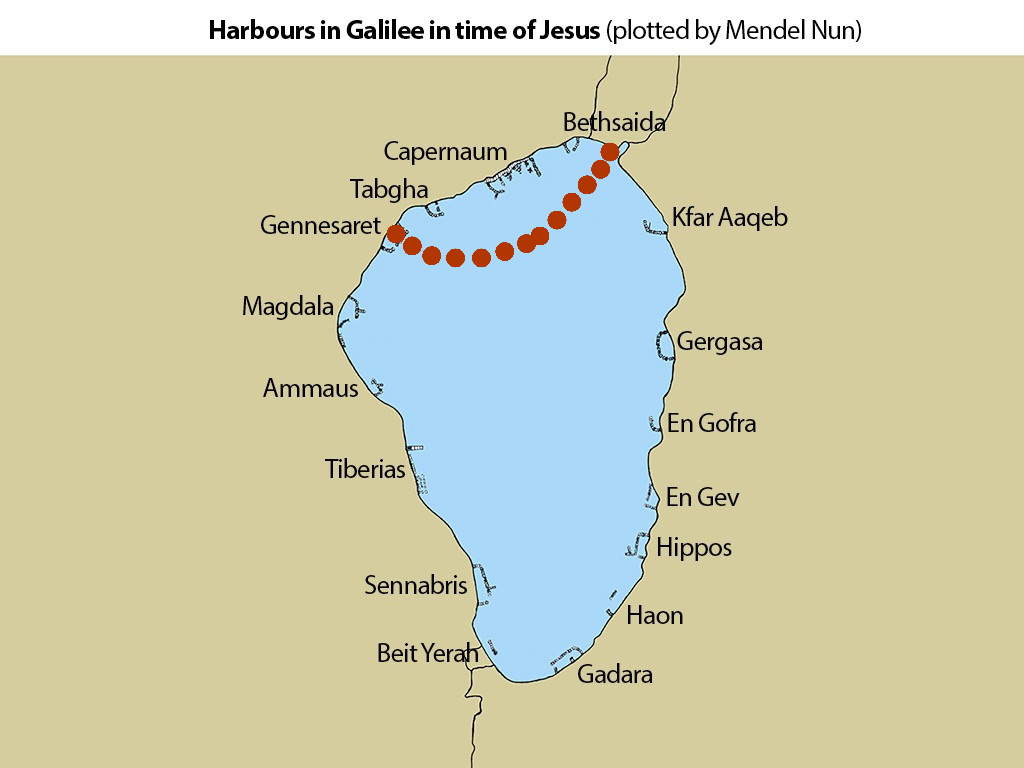 Harbours in Galilee in time of Jesus (plotted by Mendel Nun)
Bethsaida
Capernaum
Tabgha
Gennesaret
Kfar Aaqeb
Magdala
Gergasa
Ammaus
En Gofra
Tiberias
En Gev
Hippos
Sennabris
Haon
Beit Yerah
Gadara